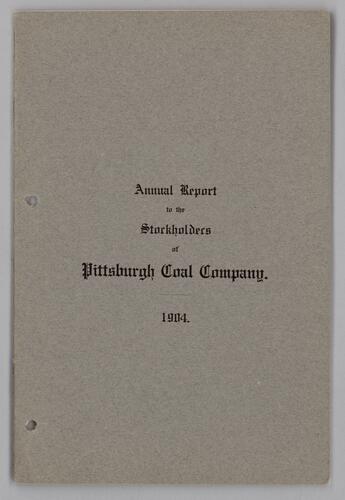 Annual Report
to the
Stockholders
of
Pittsburgh Coal Company.
1904.